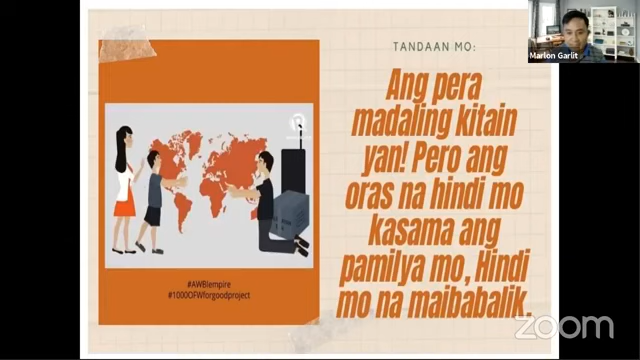 TANDAAN MO:
Ang pera
madaling kitain
yan! Pero ang
oras na hindi mo
kasama ang
pamilya mo, Hindi
mo na maibabalik.
#AWBIempire
#1000OFWforgoodproject
Marlon Garlit
zoom